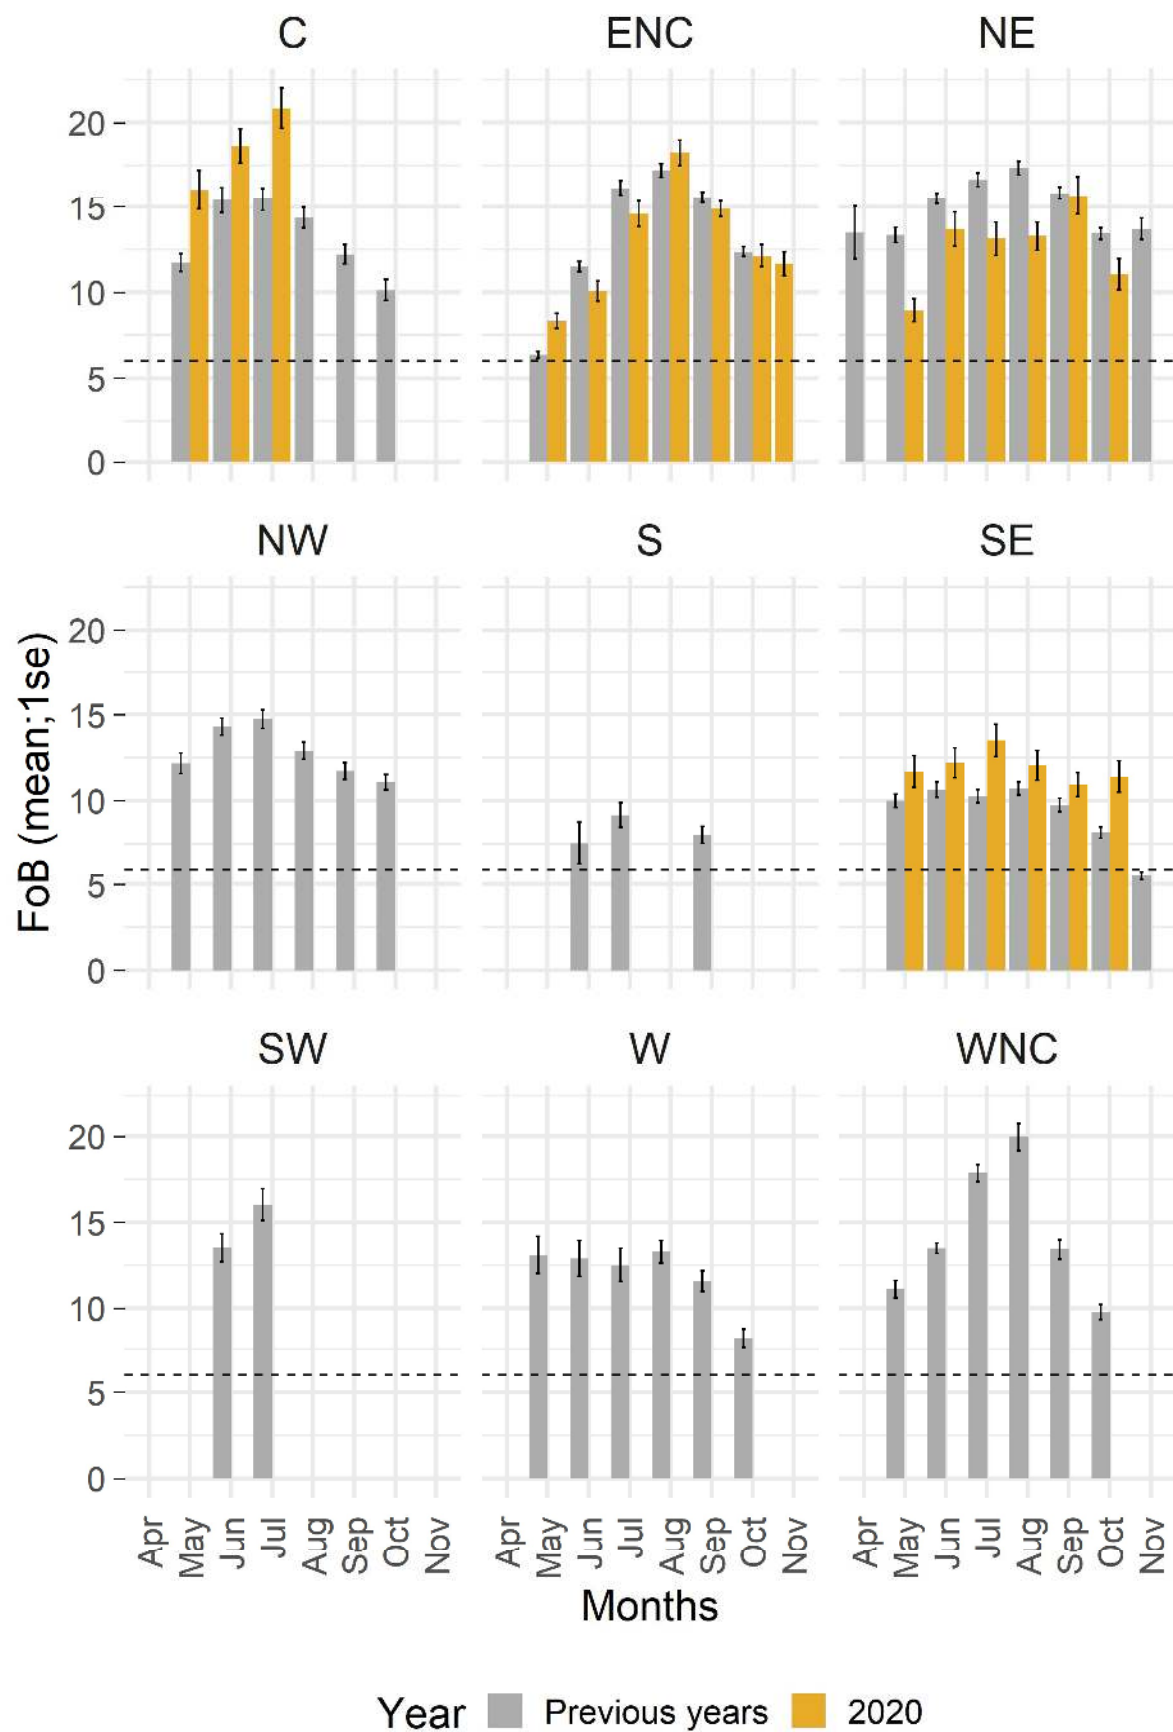 C ENC NE
20
15
10
5
0
NW S SE
20
15
10
5
0
FoB (mean;1se)
SW W WNC
20
15
10
5
0
Apr May Jun Jul Aug Sep Oct Nov Apr May Jun Jul Aug Sep Oct Nov Apr May Jun Jul Aug Sep Oct Nov
Months
Year Previous years 2020